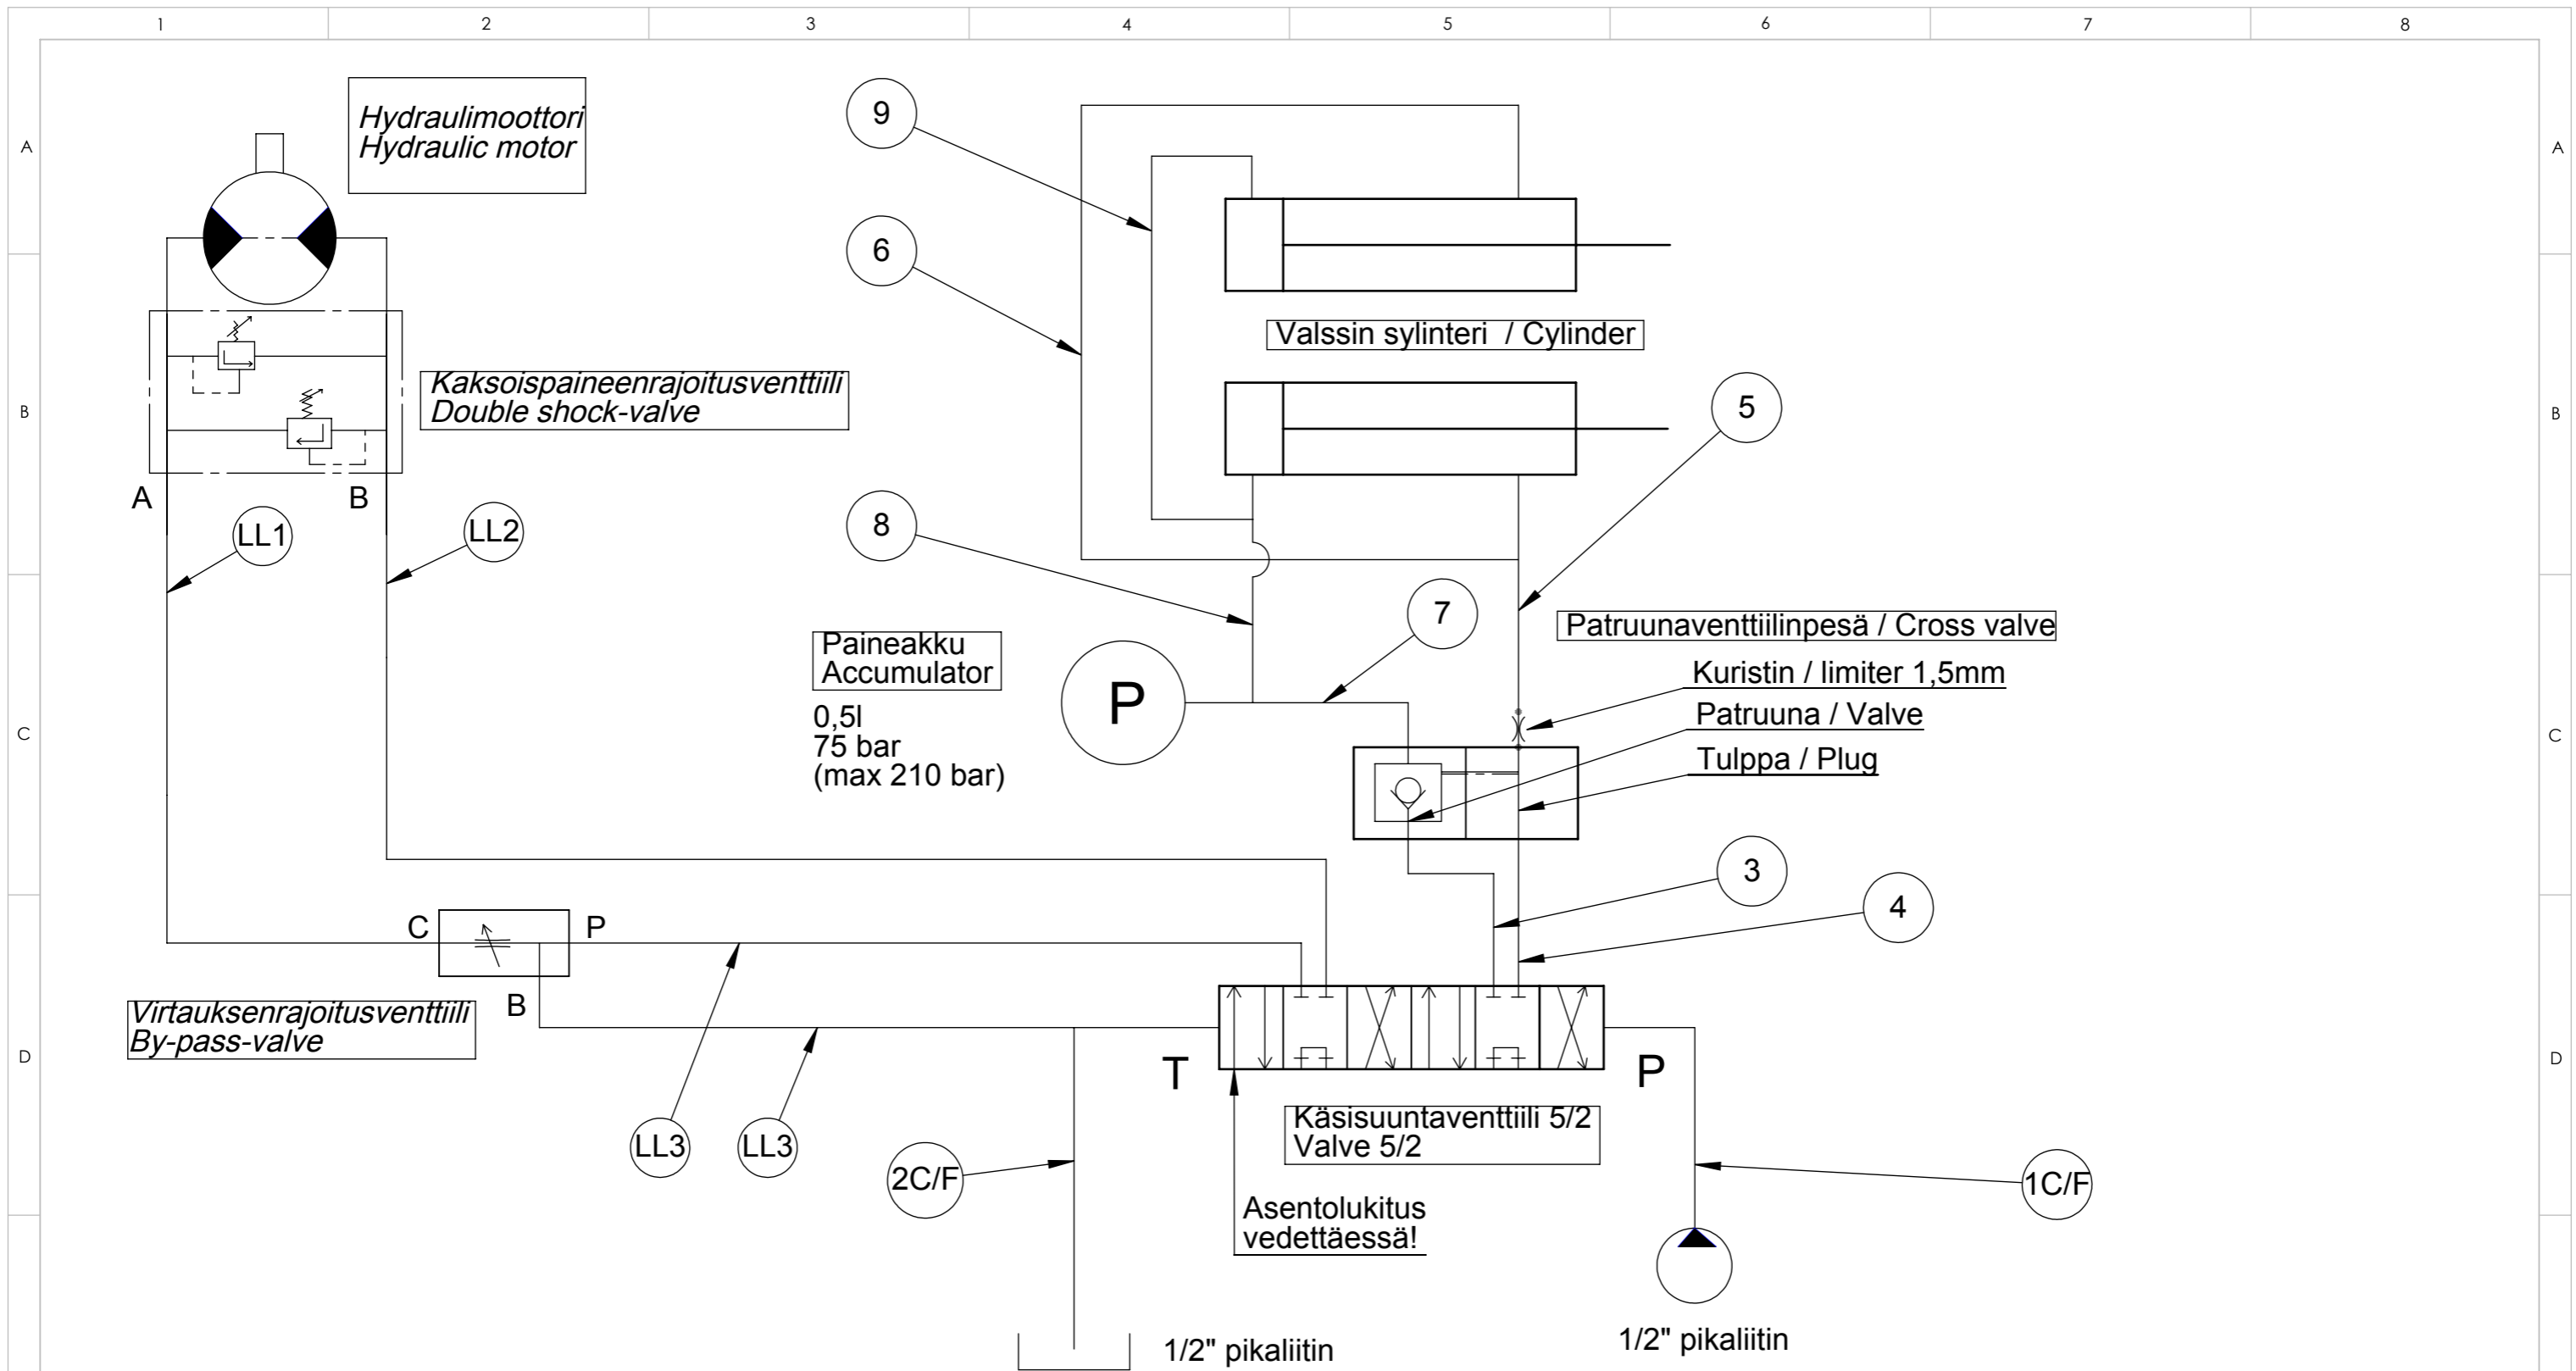 1 2 3 4 5 6 7 8
A A
B B
C C
D D
Hydraulimoottori
Hydraulic motor
9
6
Valssin sylinteri / Cylinder
5
Kaksoispaineenrajoitusventtiili
Double shock-valve
A B
LL1
LL2
8
7
Paineakku
Accumulator
0,5l
75 bar
(max 210 bar)
P
Patruunaventtiilinpesä / Cross valve
Kuristin / limiter 1,5mm
Patruuna / Valve
Tulppa / Plug
3
4
C P
B
Virtauksenrajoitusventtiili
By-pass-valve
T P
LL3
LL3
2C/F
Käsisuuntaventtiili 5/2
Valve 5/2
1C/F
Asentolukitus
vedettäessä!
1/2" pikaliitin
1/2" pikaliitin